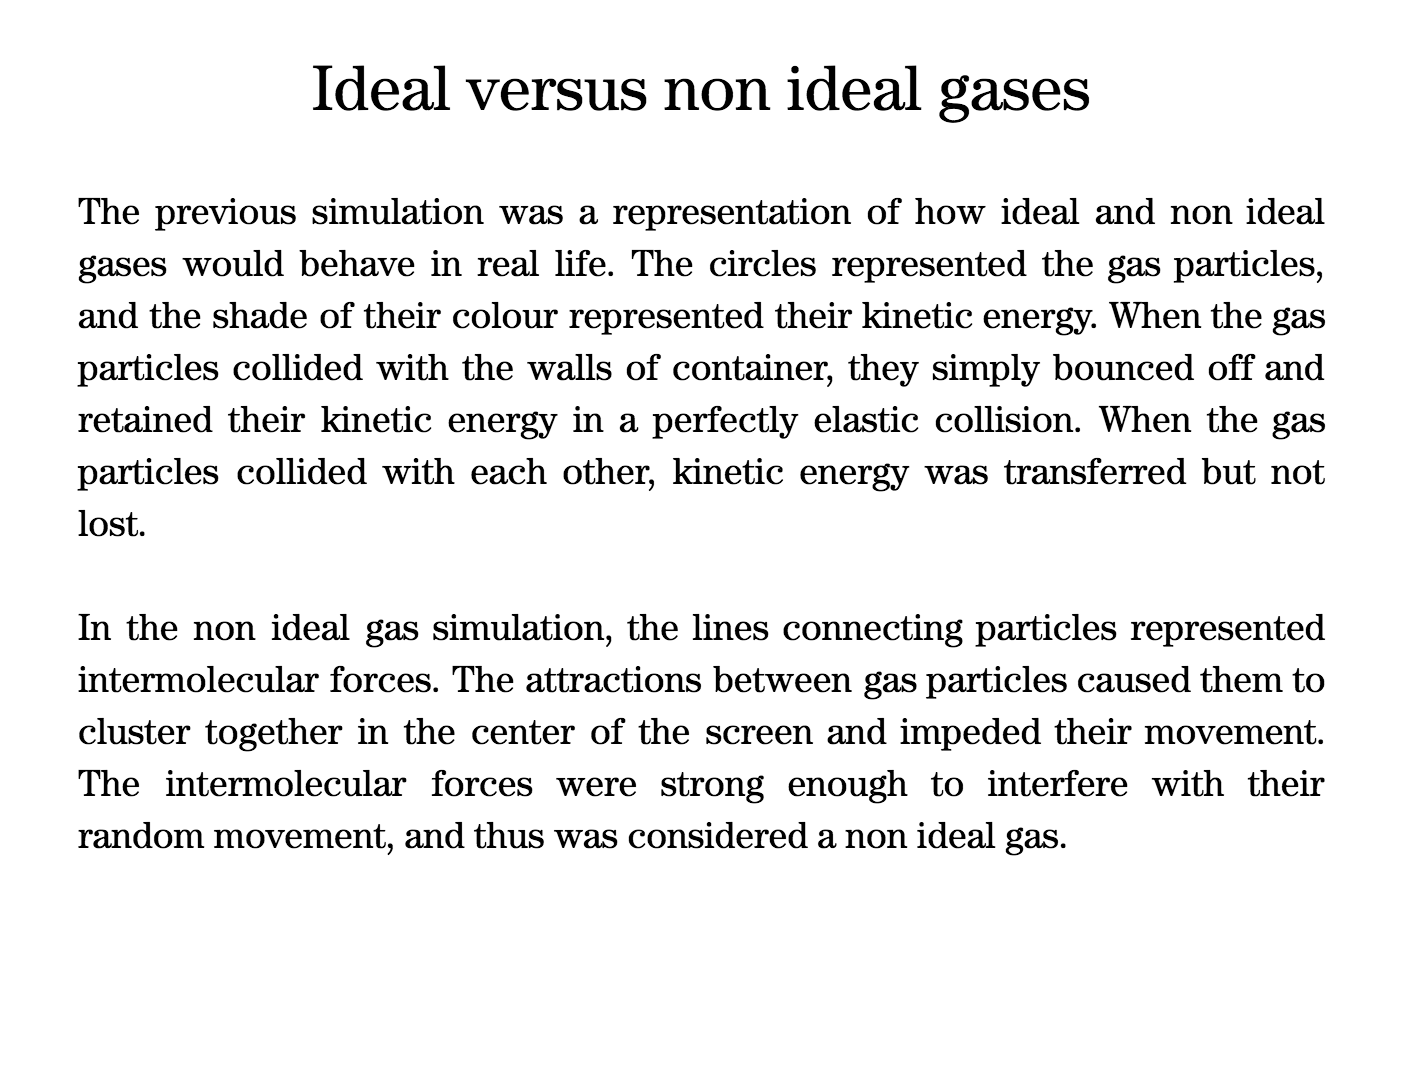 Ideal versus non ideal gases
The previous simulation was a representation of how ideal and non ideal
gases would behave in real life. The circles represented the gas particles,
and the shade of their colour represented their kinetic energy. When the gas
particles collided with the walls of container, they simply bounced off and
retained their kinetic energy in a perfectly elastic collision. When the gas
particles collided with each other, kinetic energy was transferred but not
lost.
In the non ideal gas simulation, the lines connecting particles represented
intermolecular forces. The attractions between gas particles caused them to
cluster together in the center of the screen and impeded their movement.
The intermolecular forces were strong enough to interfere with their
random movement, and thus was considered a non ideal gas.